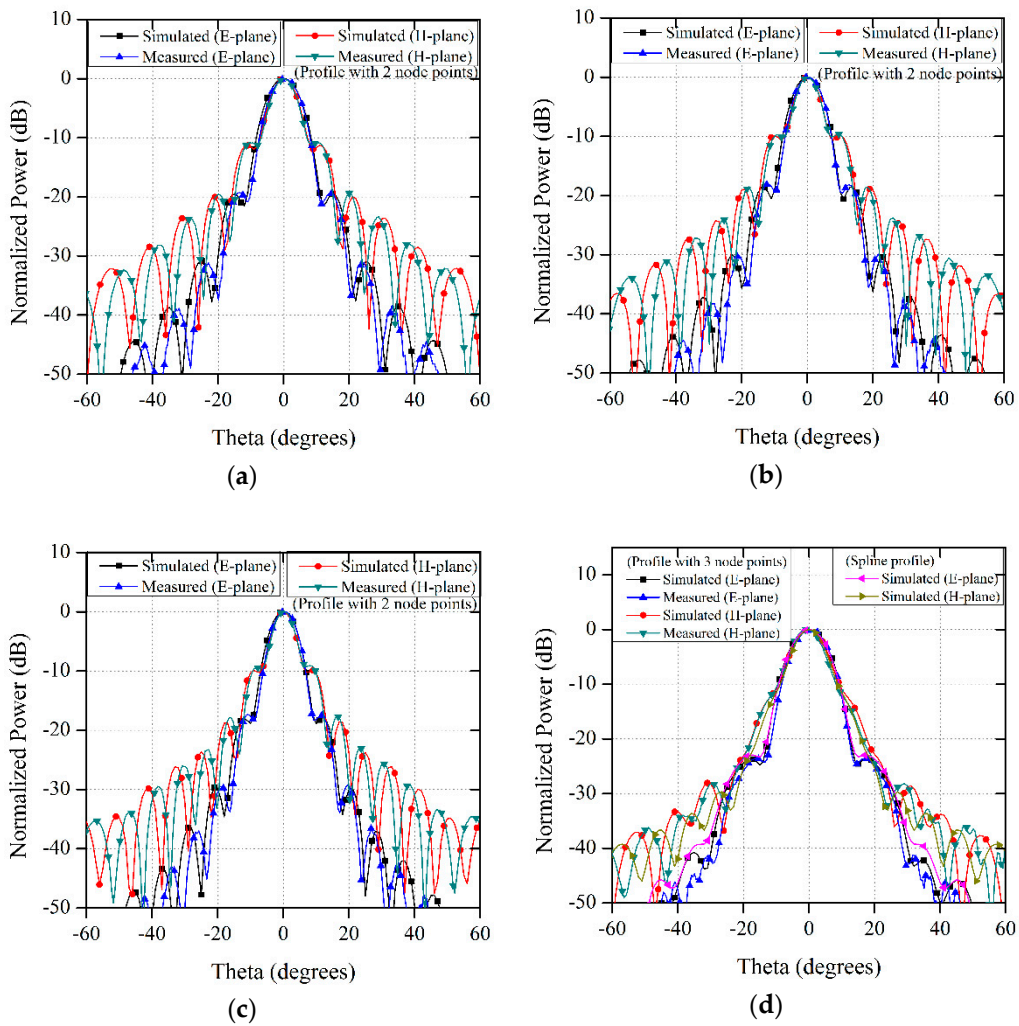 10
0
-10
-20
-30
-40
-50
Normalized Power (dB)
Simulated (E-plane)
Measured (E-plane)
Simulated (H-plane)
Measured (H-plane)
(Profile with 2 node points)
-60 -40 -20 0 20 40 60
Theta (degrees)
(a)
10
0
-10
-20
-30
-40
-50
Normalized Power (dB)
Simulated (E-plane)
Measured (E-plane)
Simulated (H-plane)
Measured (H-plane)
(Profile with 2 node points)
-60 -40 -20 0 20 40 60
Theta (degrees)
(b)
10
0
-10
-20
-30
-40
-50
Normalized Power (dB)
Simulated (E-plane)
Measured (E-plane)
Simulated (H-plane)
Measured (H-plane)
(Profile with 2 node points)
-60 -40 -20 0 20 40 60
Theta (degrees)
(c)
10
0
-10
-20
-30
-40
-50
Normalized Power (dB)
(Profile with 3 node points)
Simulated (E-plane)
Measured (E-plane)
Simulated (H-plane)
Measured (H-plane)
(Spline profile)
Simulated (E-plane)
Simulated (H-plane)
-60 -40 -20 0 20 40 60
Theta (degrees)
(d)